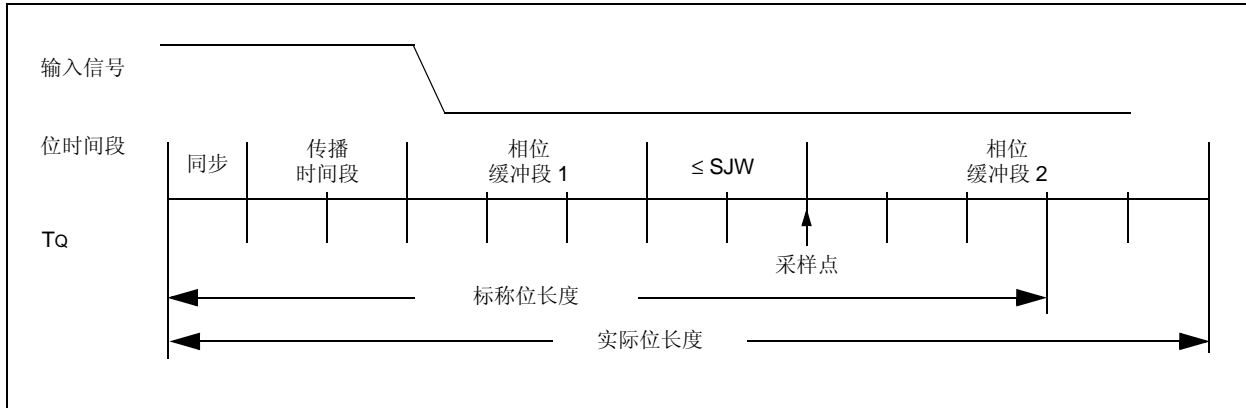 输入信号
位时间段
同步
传播
时间段
相位
缓冲段 1
≤ SJW
相位
缓冲段 2
TQ
采样点
标称位长度
实际位长度